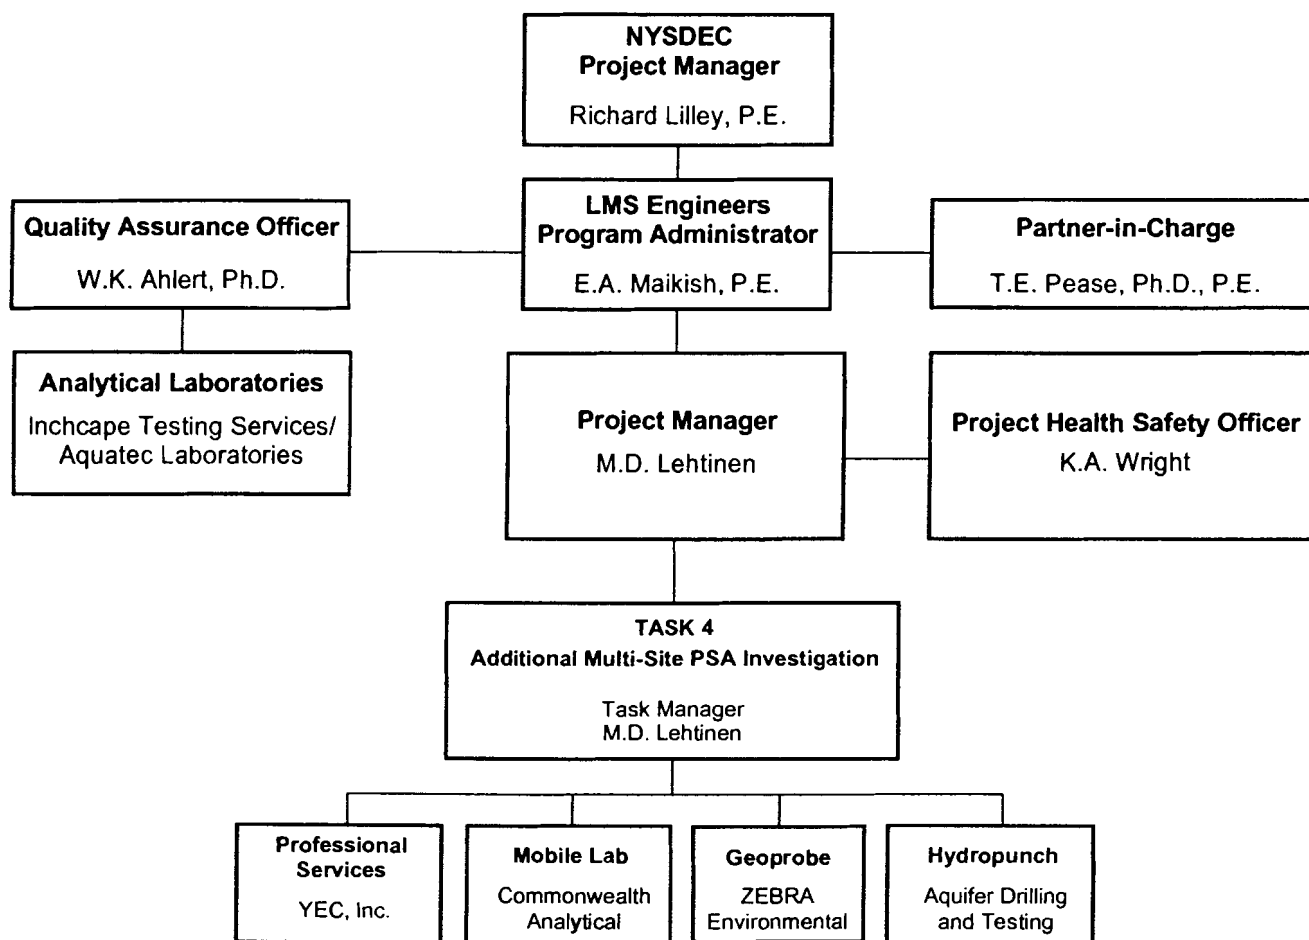 NYSDEC
Project Manager
Richard Lilley, P.E.
Quality Assurance Officer
W.K. Ahlert, Ph.D.
LMS Engineers
Program Administrator
E.A. Maikish, P.E.
Partner-in-Charge
T.E. Pease, Ph.D., P.E.
Analytical Laboratories
Inchcape Testing Services/
Aquatec Laboratories
Project Manager
M.D. Lehtinen
Project Health Safety Officer
K.A. Wright
TASK 4
Additional Multi-Site PSA Investigation
Task Manager
M.D. Lehtinen
Professional
Services
YEC, Inc.
Mobile Lab
Commonwealth
Analytical
Geoprobe
ZEBRA
Environmental
Hydropunch
Aquifer Drilling
and Testing